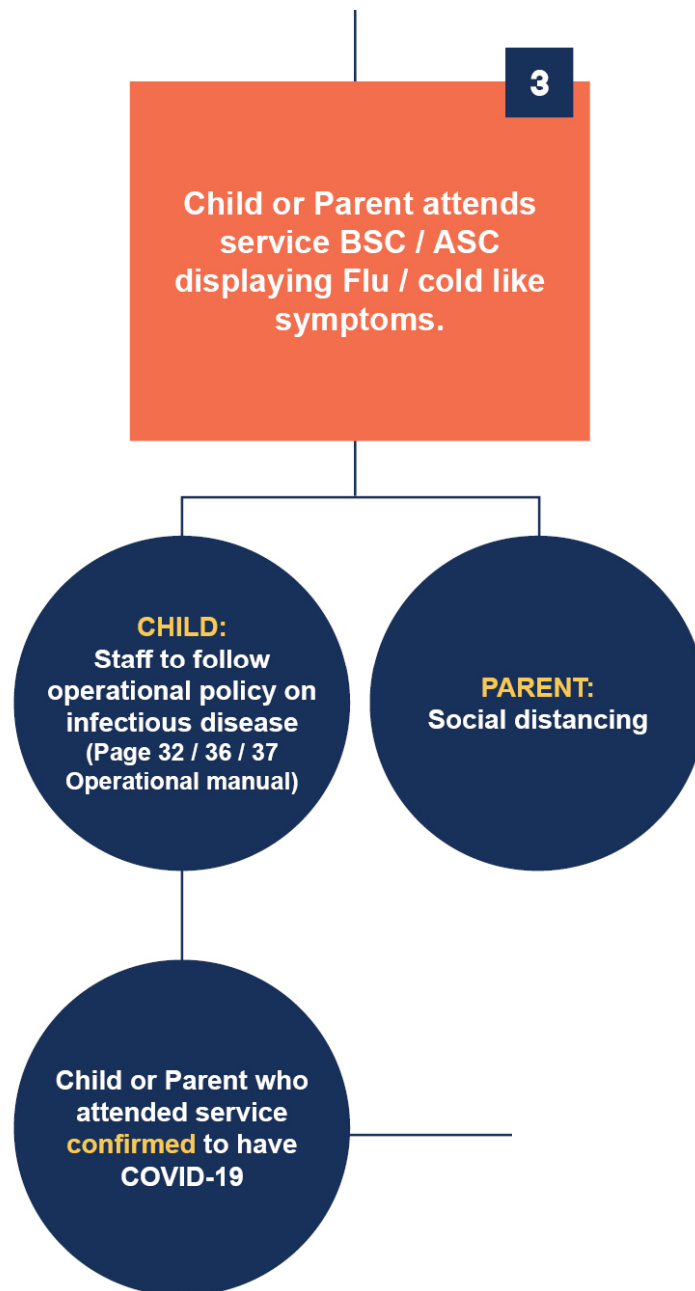 3
Child or Parent attends
service BSC / ASC
displaying Flu / cold like
symptoms.
CHILD:
Staff to follow
operational policy on
infectious disease
(Page 32 / 36 / 37
Operational manual)
PARENT:
Social distancing
Child or Parent who
attended service
confirmed to have
COVID-19